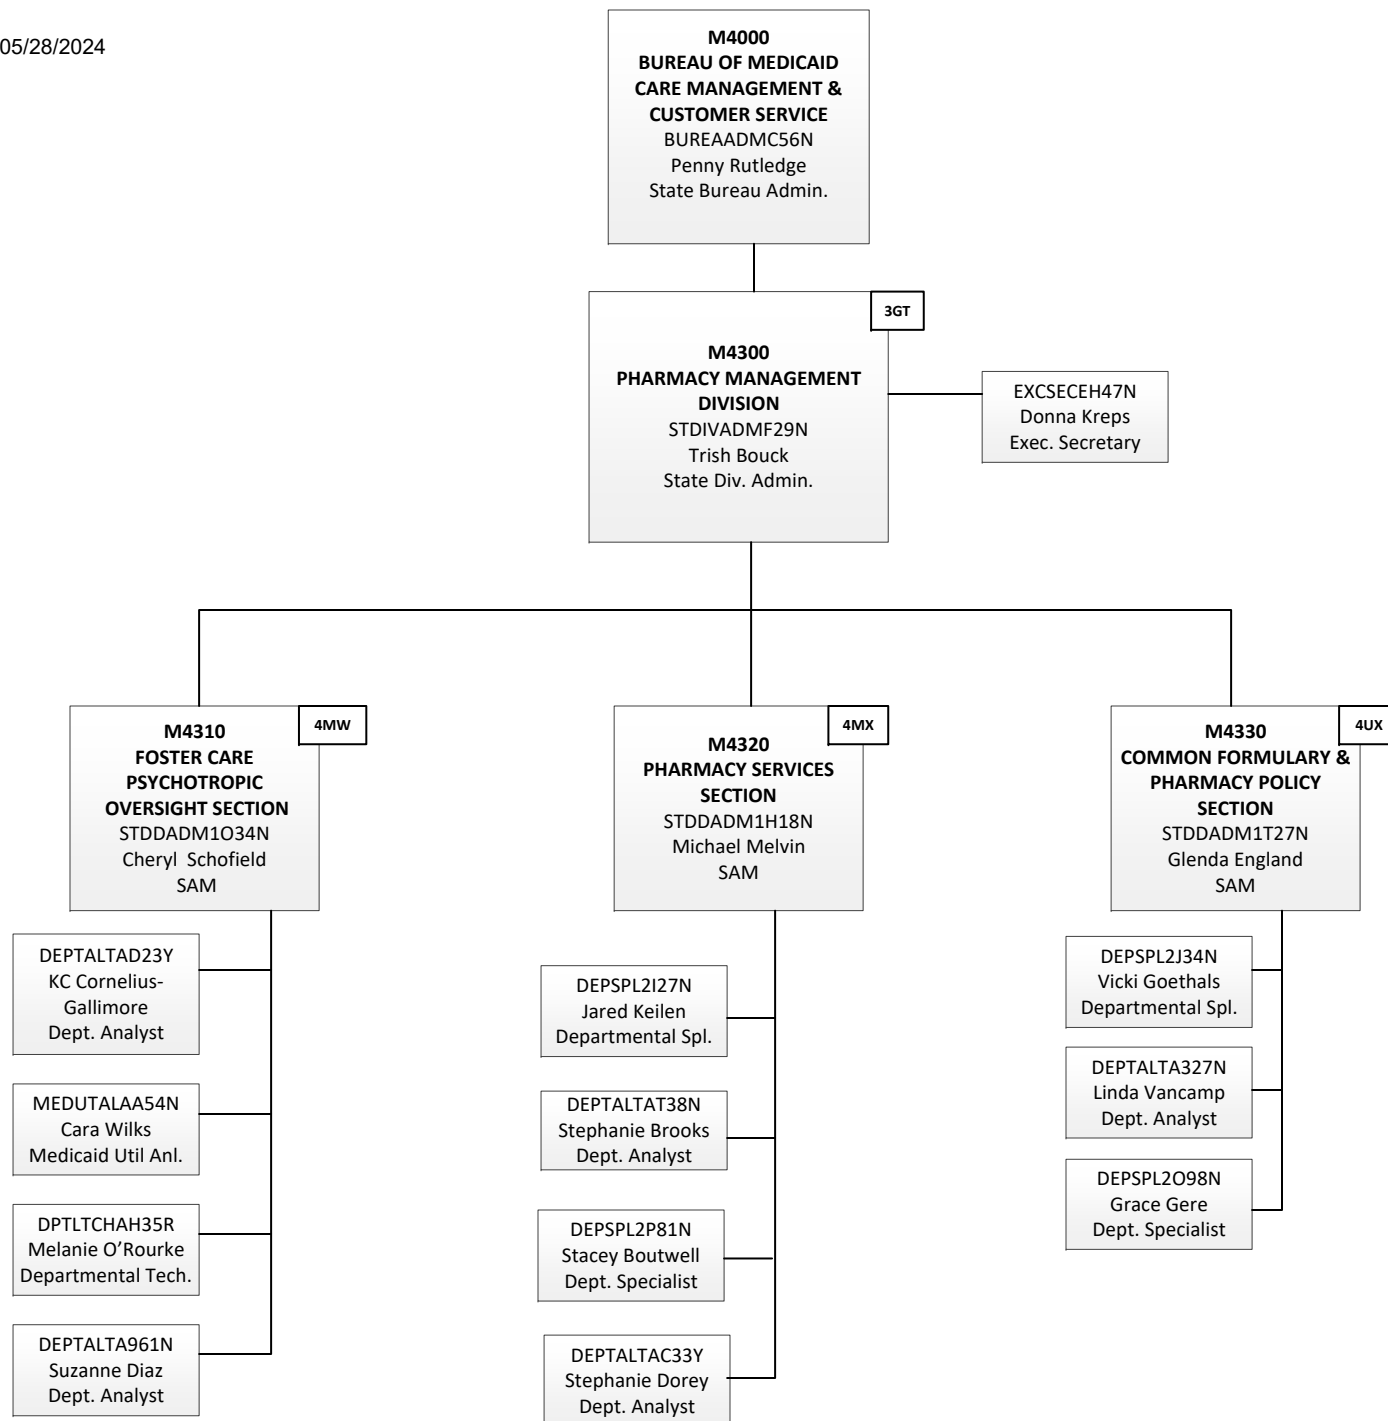 05/28/2024
M4000
BUREAU OF MEDICAID
CARE MANAGEMENT &
CUSTOMER SERVICE
BUREAADMC56N
Penny Rutledge
State Bureau Admin.
3GT
M4300
PHARMACY MANAGEMENT
DIVISION
STDIVADMF29N
Trish Bouck
State Div. Admin.
EXCSECEH47N
Donna Kreps
Exec. Secretary
4MW
M4310
FOSTER CARE
PSYCHOTROPIC
OVERSIGHT SECTION
STDDADM1O34N
Cheryl Schofield
SAM
DEPTALTAD23Y
KC Cornelius-
Gallimore
Dept. Analyst
MEDUTALAA54N
Cara Wilks
Medicaid Util Anl.
DPTLTCHAH35R
Melanie O’Rourke
Departmental Tech.
DEPTALTA961N
Suzanne Diaz
Dept. Analyst
4MX
M4320
PHARMACY SERVICES
SECTION
STDDADM1H18N
Michael Melvin
SAM
DEPSPL2I27N
Jared Keilen
Departmental Spl.
DEPTALTAT38N
Stephanie Brooks
Dept. Analyst
DEPSPL2P81N
Stacey Boutwell
Dept. Specialist
DEPTALTAC33Y
Stephanie Dorey
Dept. Analyst
4UX
M4330
COMMON FORMULARY &
PHARMACY POLICY
SECTION
STDDADM1T27N
Glenda England
SAM
DEPSPL2J34N
Vicki Goethals
Departmental Spl.
DEPTALTA327N
Linda Vancamp
Dept. Analyst
DEPSPL2O98N
Grace Gere
Dept. Specialist